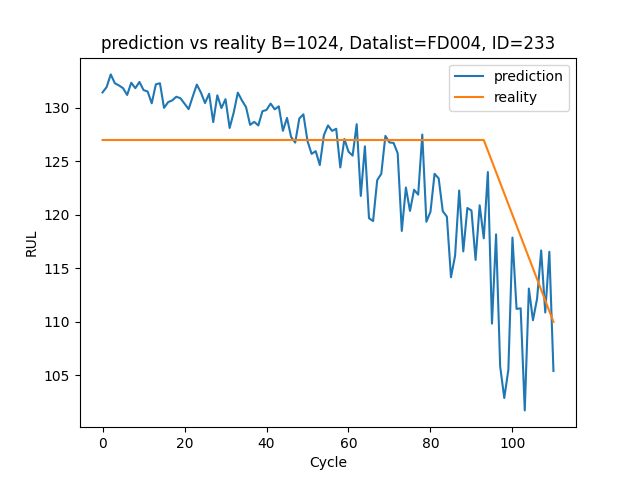 prediction vs reality B=1024, Datalist=FD004, ID=233
prediction
reality
RUL
130
125
120
115
110
105
0 20 40 60 80 100
Cycle